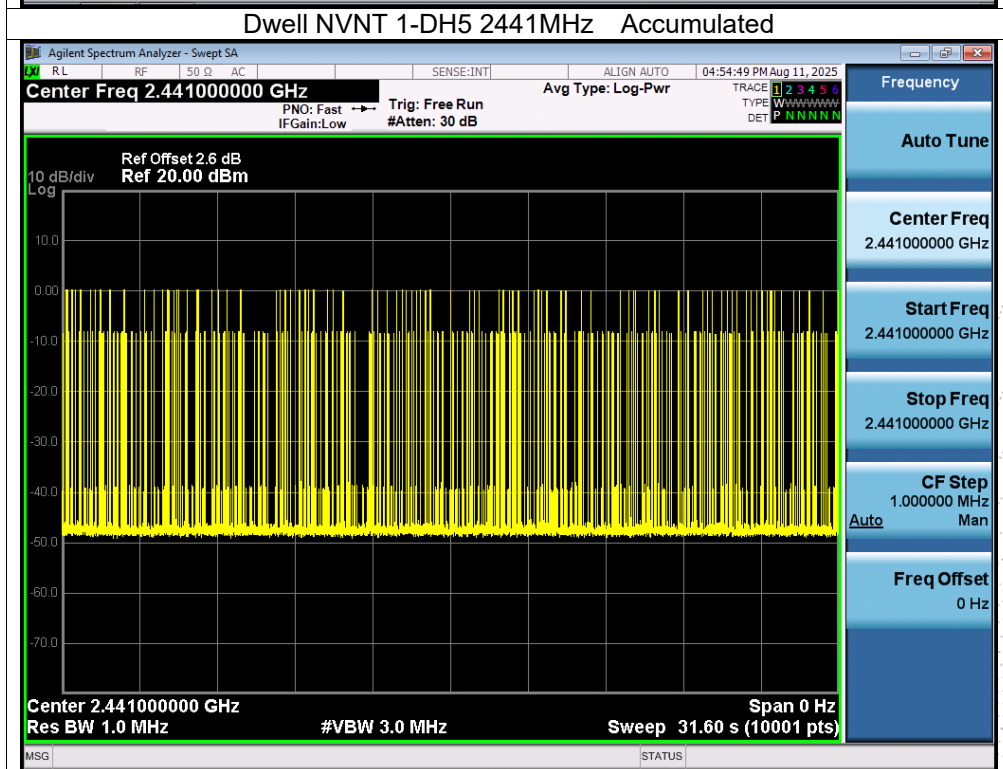 Dwell NVNT 1-DH5 2441MHz Accumulated
Agilent Spectrum Analyzer - Swept SA
LXI RL RF 50 Ω AC SENSE:INT ALIGN AUTO 04:54:49 PM Aug 11, 2025
Center Freq 2.441000000 GHz Avg Type: Log-Pwr TRACE 1 2 3 4 5 6
PNO: Fast Trig: Free Run TYPE WWWWWWW
IFGain:Low #Atten: 30 dB DET P N N N N N
Ref Offset 2.6 dB
10 dB/div Ref 20.00 dBm
Log
10.0
0.00
-10.0
-20.0
-30.0
-40.0
-50.0
-60.0
-70.0
Center 2.441000000 GHz Span 0 Hz
Res BW 1.0 MHz #VBW 3.0 MHz Sweep 31.60 s (10001 pts)
MSG STATUS
Frequency
Auto Tune
Center Freq
2.441000000 GHz
Start Freq
2.441000000 GHz
Stop Freq
2.441000000 GHz
CF Step
1.000000 MHz
Auto Man
Freq Offset
0 Hz